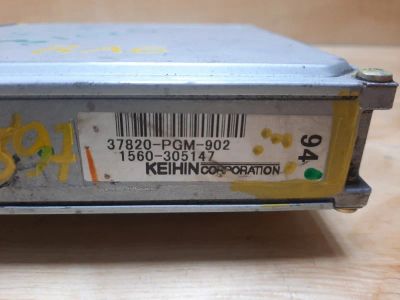 37820-PGM-902
1560-305147
KEIHIN CORPORATION
94